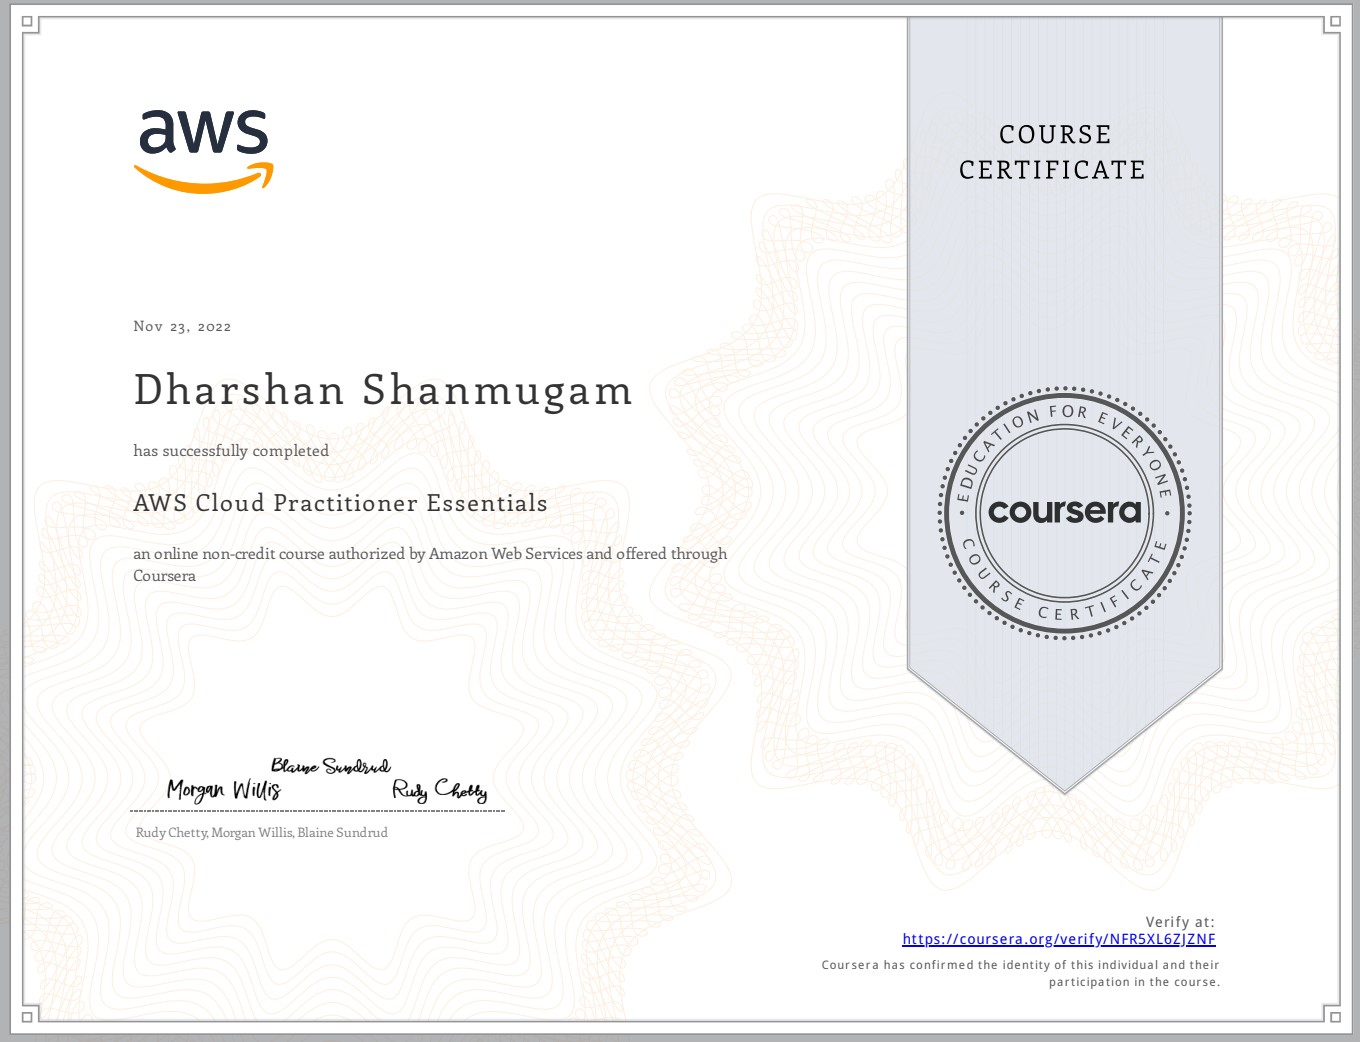 aws
COURSE
CERTIFICATE
Nov 23, 2022
Dharshan Shanmugam
has successfully completed
AWS Cloud Practitioner Essentials
an online non-credit course authorized by Amazon Web Services and offered through
Coursera
EDUCATION FOR EVERYONE
coursera
COURSE CERTIFICATE
Blaine Sundrud
Morgan Willis
Rudy Chetty
Rudy Chetty, Morgan Willis, Blaine Sundrud
Verify at:
https://coursera.org/verify/NFR5XL6ZJZNF
Coursera has confirmed the identity of this individual and their
participation in the course.